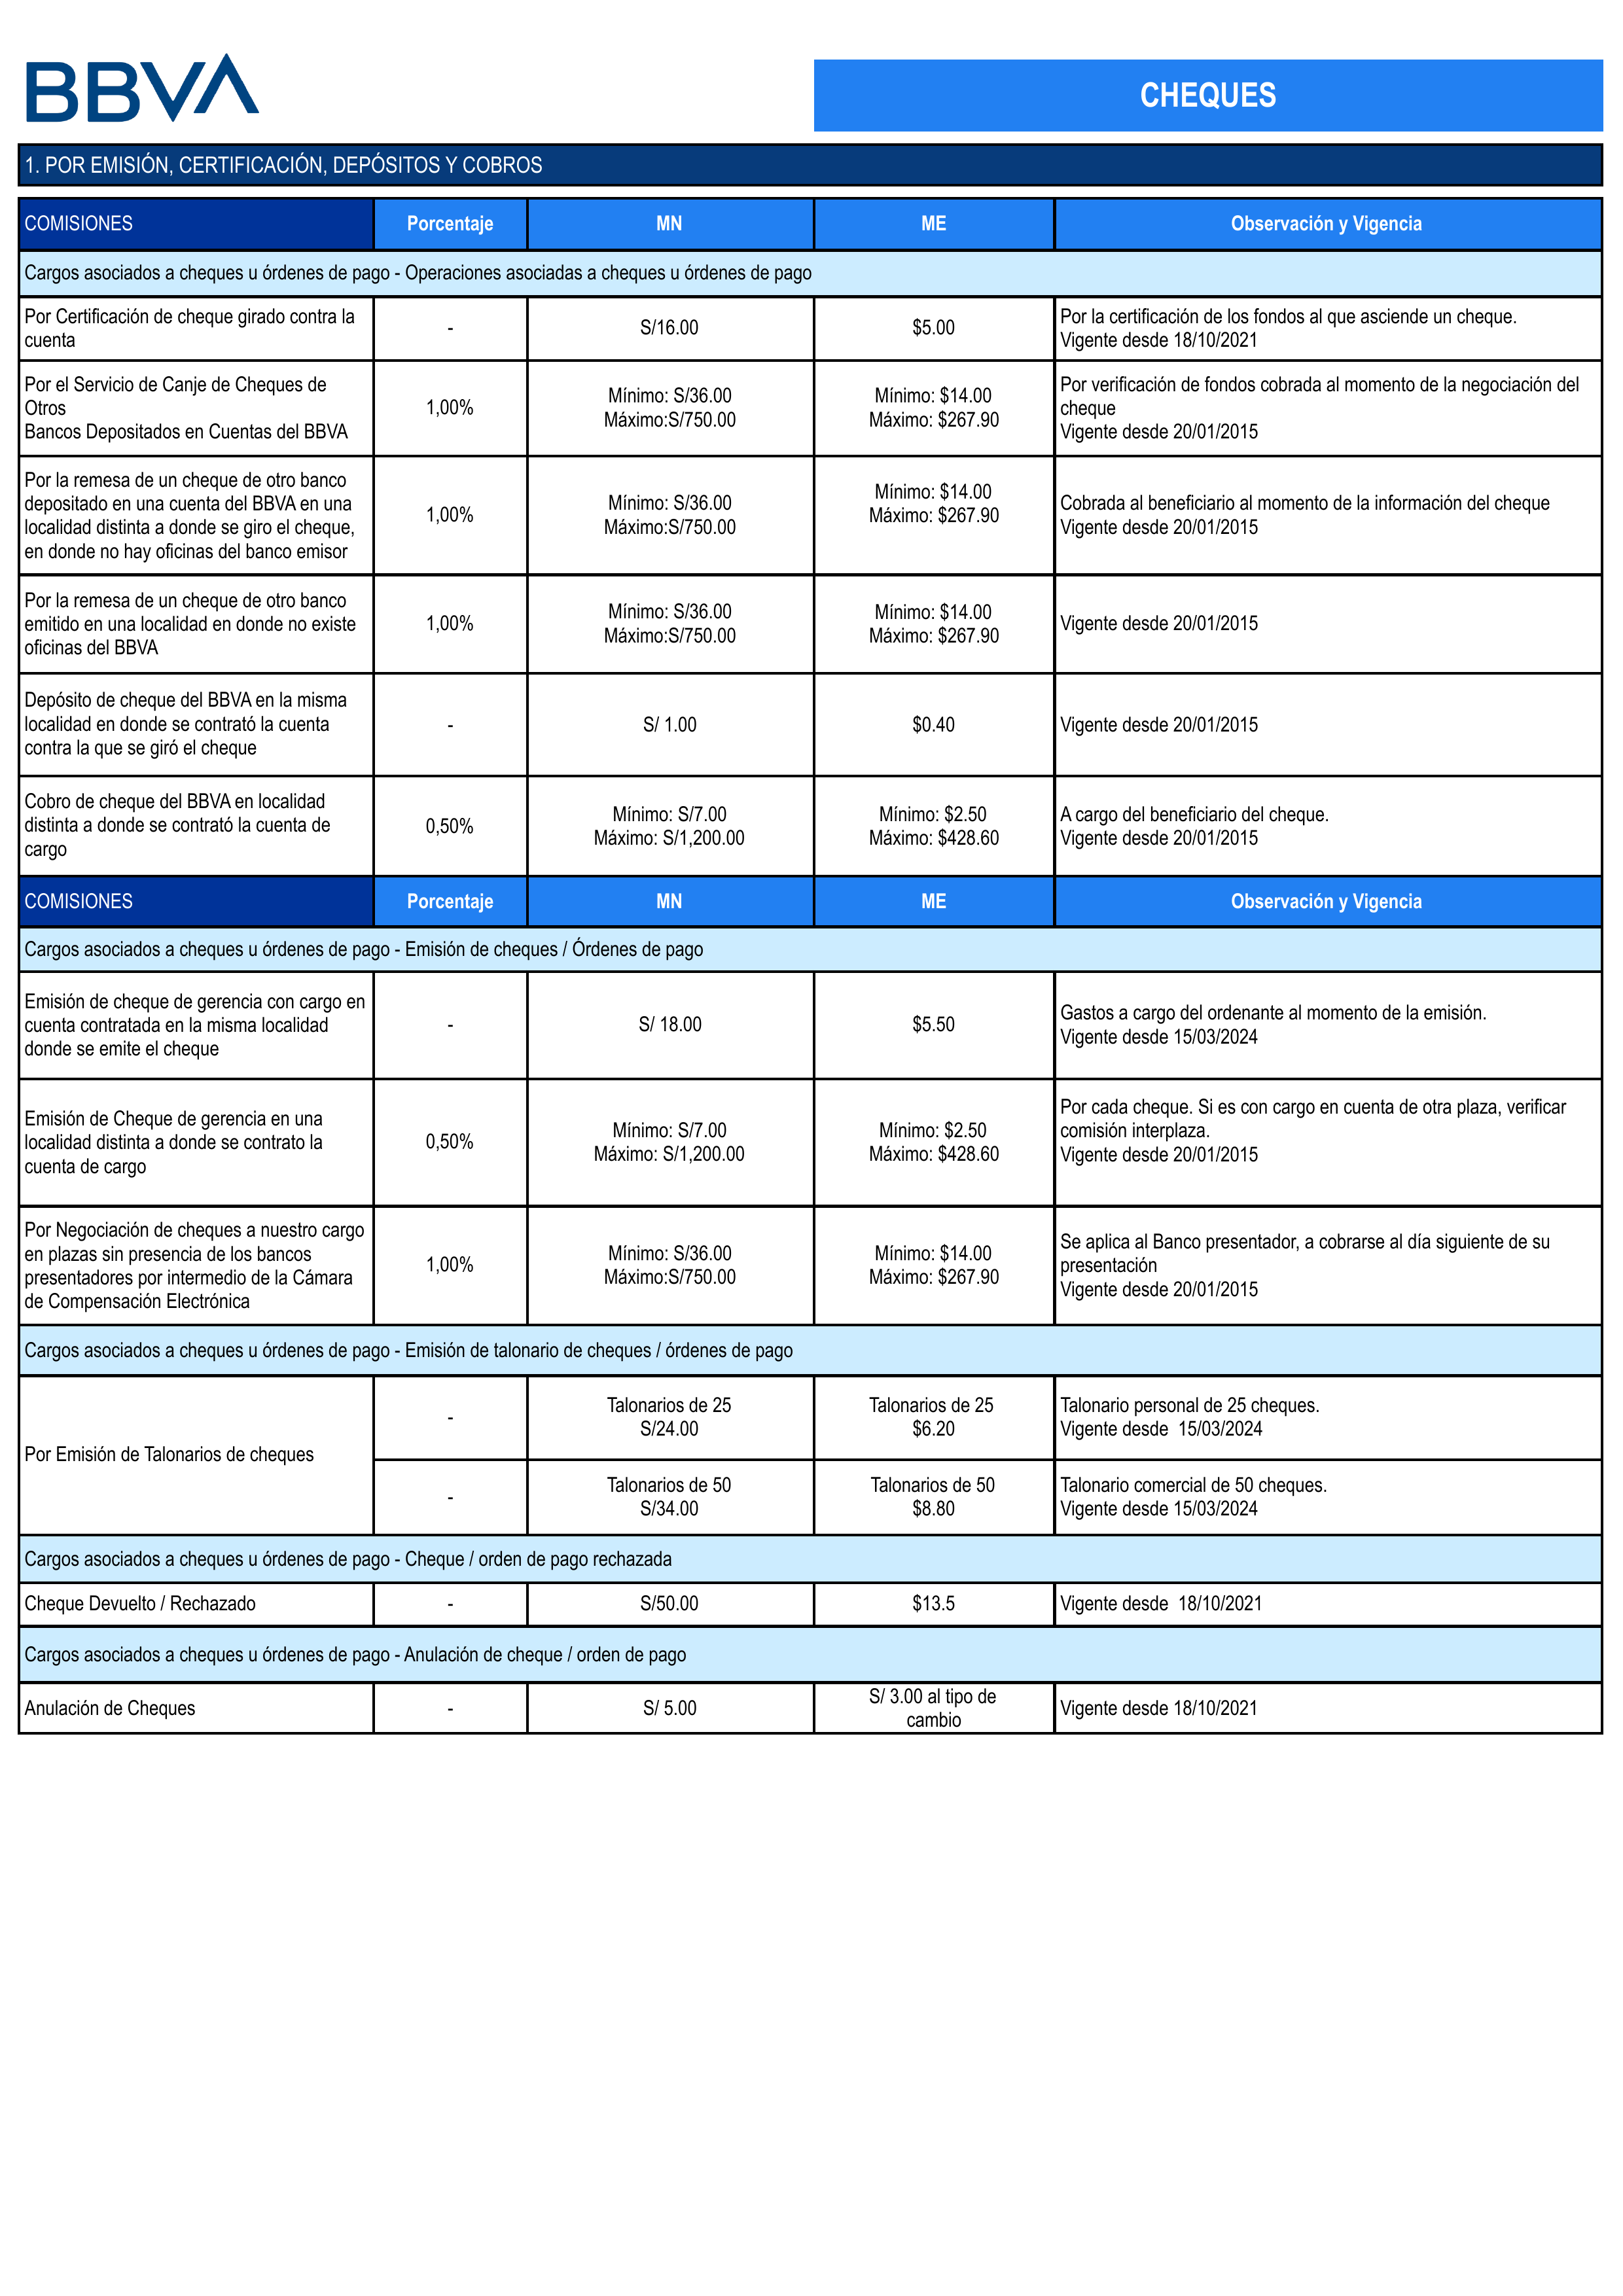 BBVA
CHEQUES
1. POR EMISIÓN, CERTIFICACIÓN, DEPÓSITOS Y COBROS
COMISIONES Porcentaje MN ME Observación y Vigencia
Cargos asociados a cheques u órdenes de pago - Operaciones asociadas a cheques u órdenes de pago
Por Certificación de cheque girado contra la
cuenta
-
S/16.00
$5.00
Por la certificación de los fondos al que asciende un cheque.
Vigente desde 18/10/2021
Por el Servicio de Canje de Cheques de
Otros
Bancos Depositados en Cuentas del BBVA
1,00%
Mínimo: S/36.00
Máximo:S/750.00
Mínimo: $14.00
Máximo: $267.90
Por verificación de fondos cobrada al momento de la negociación del
cheque
Vigente desde 20/01/2015
Por la remesa de un cheque de otro banco
depositado en una cuenta del BBVA en una
localidad distinta a donde se giro el cheque,
en donde no hay oficinas del banco emisor
1,00%
Mínimo: S/36.00
Máximo:S/750.00
Mínimo: $14.00
Máximo: $267.90
Cobrada al beneficiario al momento de la información del cheque
Vigente desde 20/01/2015
Por la remesa de un cheque de otro banco
emitido en una localidad en donde no existe
oficinas del BBVA
1,00%
Mínimo: S/36.00
Máximo:S/750.00
Mínimo: $14.00
Máximo: $267.90
Vigente desde 20/01/2015
Depósito de cheque del BBVA en la misma
localidad en donde se contrató la cuenta
contra la que se giró el cheque
-
S/ 1.00
$0.40
Vigente desde 20/01/2015
Cobro de cheque del BBVA en localidad
distinta a donde se contrató la cuenta de
cargo
0,50%
Mínimo: S/7.00
Máximo: S/1,200.00
Mínimo: $2.50
Máximo: $428.60
A cargo del beneficiario del cheque.
Vigente desde 20/01/2015
COMISIONES Porcentaje MN ME Observación y Vigencia
Cargos asociados a cheques u órdenes de pago - Emisión de cheques / Órdenes de pago
Emisión de cheque de gerencia con cargo en
cuenta contratada en la misma localidad
donde se emite el cheque
-
S/ 18.00
$5.50
Gastos a cargo del ordenante al momento de la emisión.
Vigente desde 15/03/2024
Emisión de Cheque de gerencia en una
localidad distinta a donde se contrato la
cuenta de cargo
0,50%
Mínimo: S/7.00
Máximo: S/1,200.00
Mínimo: $2.50
Máximo: $428.60
Por cada cheque. Si es con cargo en cuenta de otra plaza, verificar
comisión interplaza.
Vigente desde 20/01/2015
Por Negociación de cheques a nuestro cargo
en plazas sin presencia de los bancos
presentadores por intermedio de la Cámara
de Compensación Electrónica
1,00%
Mínimo: S/36.00
Máximo:S/750.00
Mínimo: $14.00
Máximo: $267.90
Se aplica al Banco presentador, a cobrarse al día siguiente de su
presentación
Vigente desde 20/01/2015
Cargos asociados a cheques u órdenes de pago - Emisión de talonario de cheques / órdenes de pago
Por Emisión de Talonarios de cheques
-
Talonarios de 25
S/24.00
Talonarios de 25
$6.20
Talonario personal de 25 cheques.
Vigente desde  15/03/2024
-
Talonarios de 50
S/34.00
Talonarios de 50
$8.80
Talonario comercial de 50 cheques.
Vigente desde 15/03/2024
Cargos asociados a cheques u órdenes de pago - Cheque / orden de pago rechazada
Cheque Devuelto / Rechazado
-
S/50.00
$13.5
Vigente desde  18/10/2021
Cargos asociados a cheques u órdenes de pago - Anulación de cheque / orden de pago
Anulación de Cheques
-
S/ 5.00
S/ 3.00 al tipo de
cambio
Vigente desde 18/10/2021